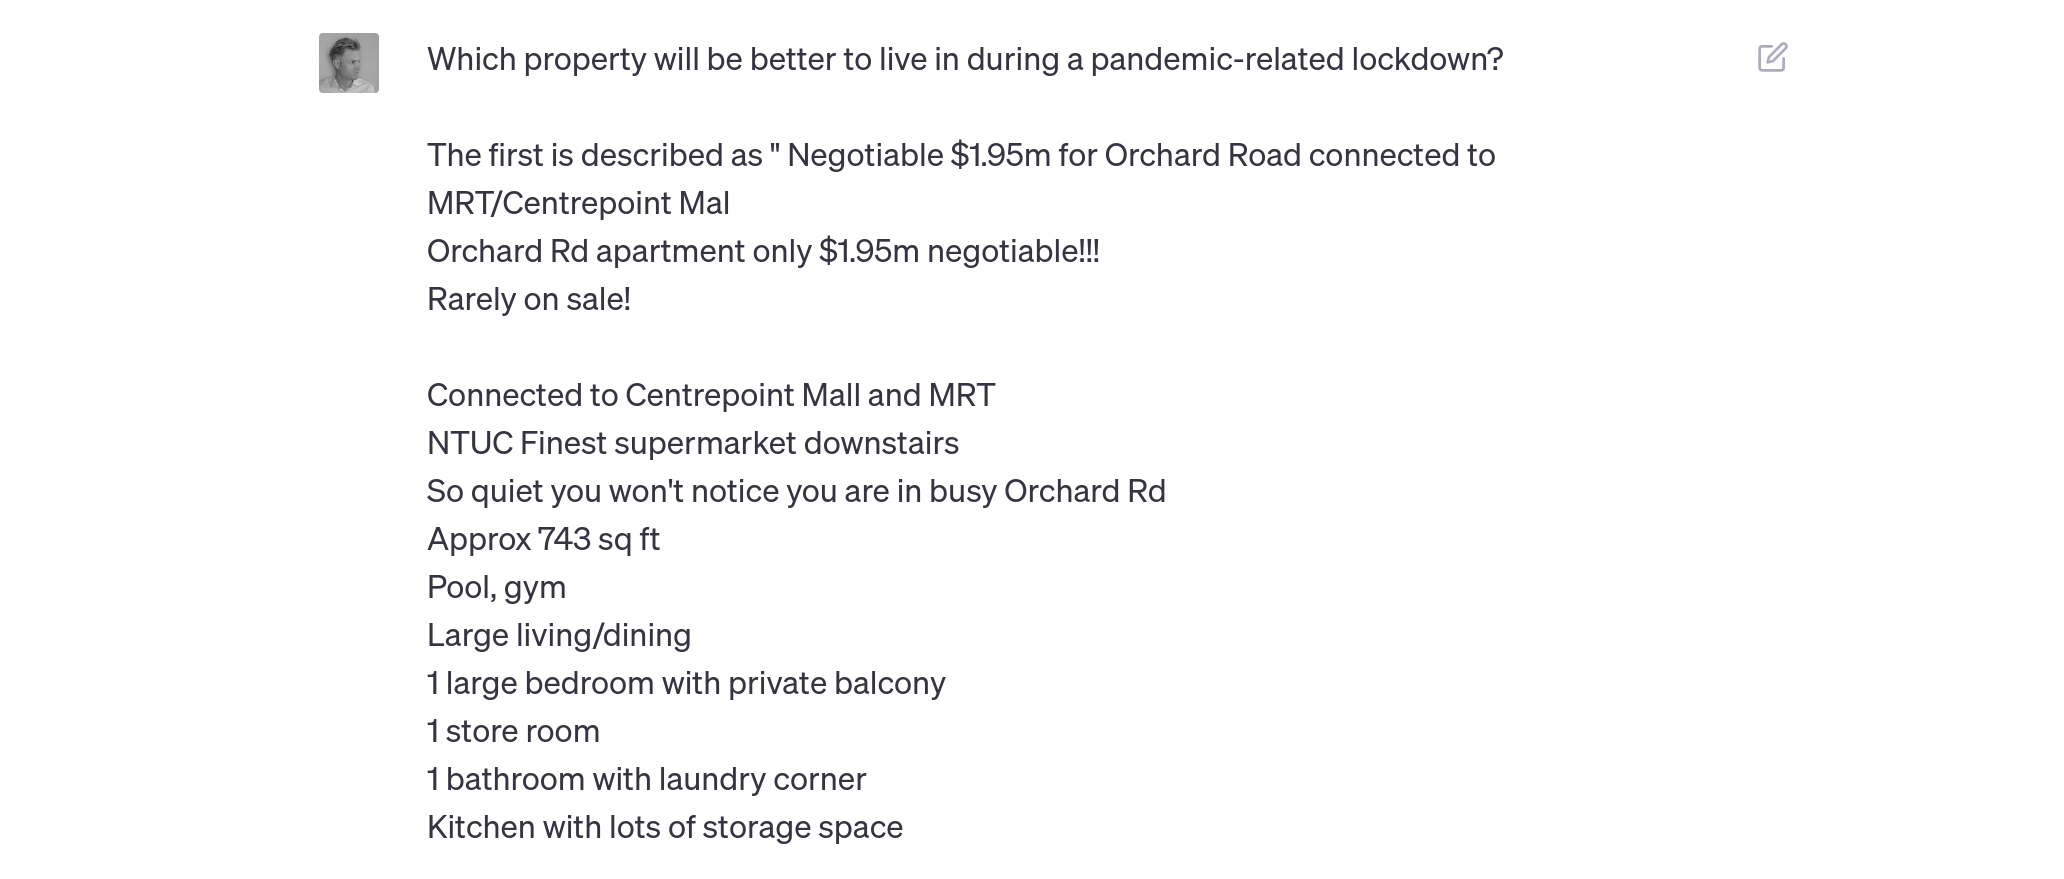 Which property will be better to live in during a pandemic-related lockdown?
The first is described as " Negotiable $1.95m for Orchard Road connected to
MRT/Centrepoint Mal
Orchard Rd apartment only $1.95m negotiable!!!
Rarely on sale!
Connected to Centrepoint Mall and MRT
NTUC Finest supermarket downstairs
So quiet you won't notice you are in busy Orchard Rd
Approx 743 sq ft
Pool, gym
Large living/dining
1 large bedroom with private balcony
1 store room
1 bathroom with laundry corner
Kitchen with lots of storage space